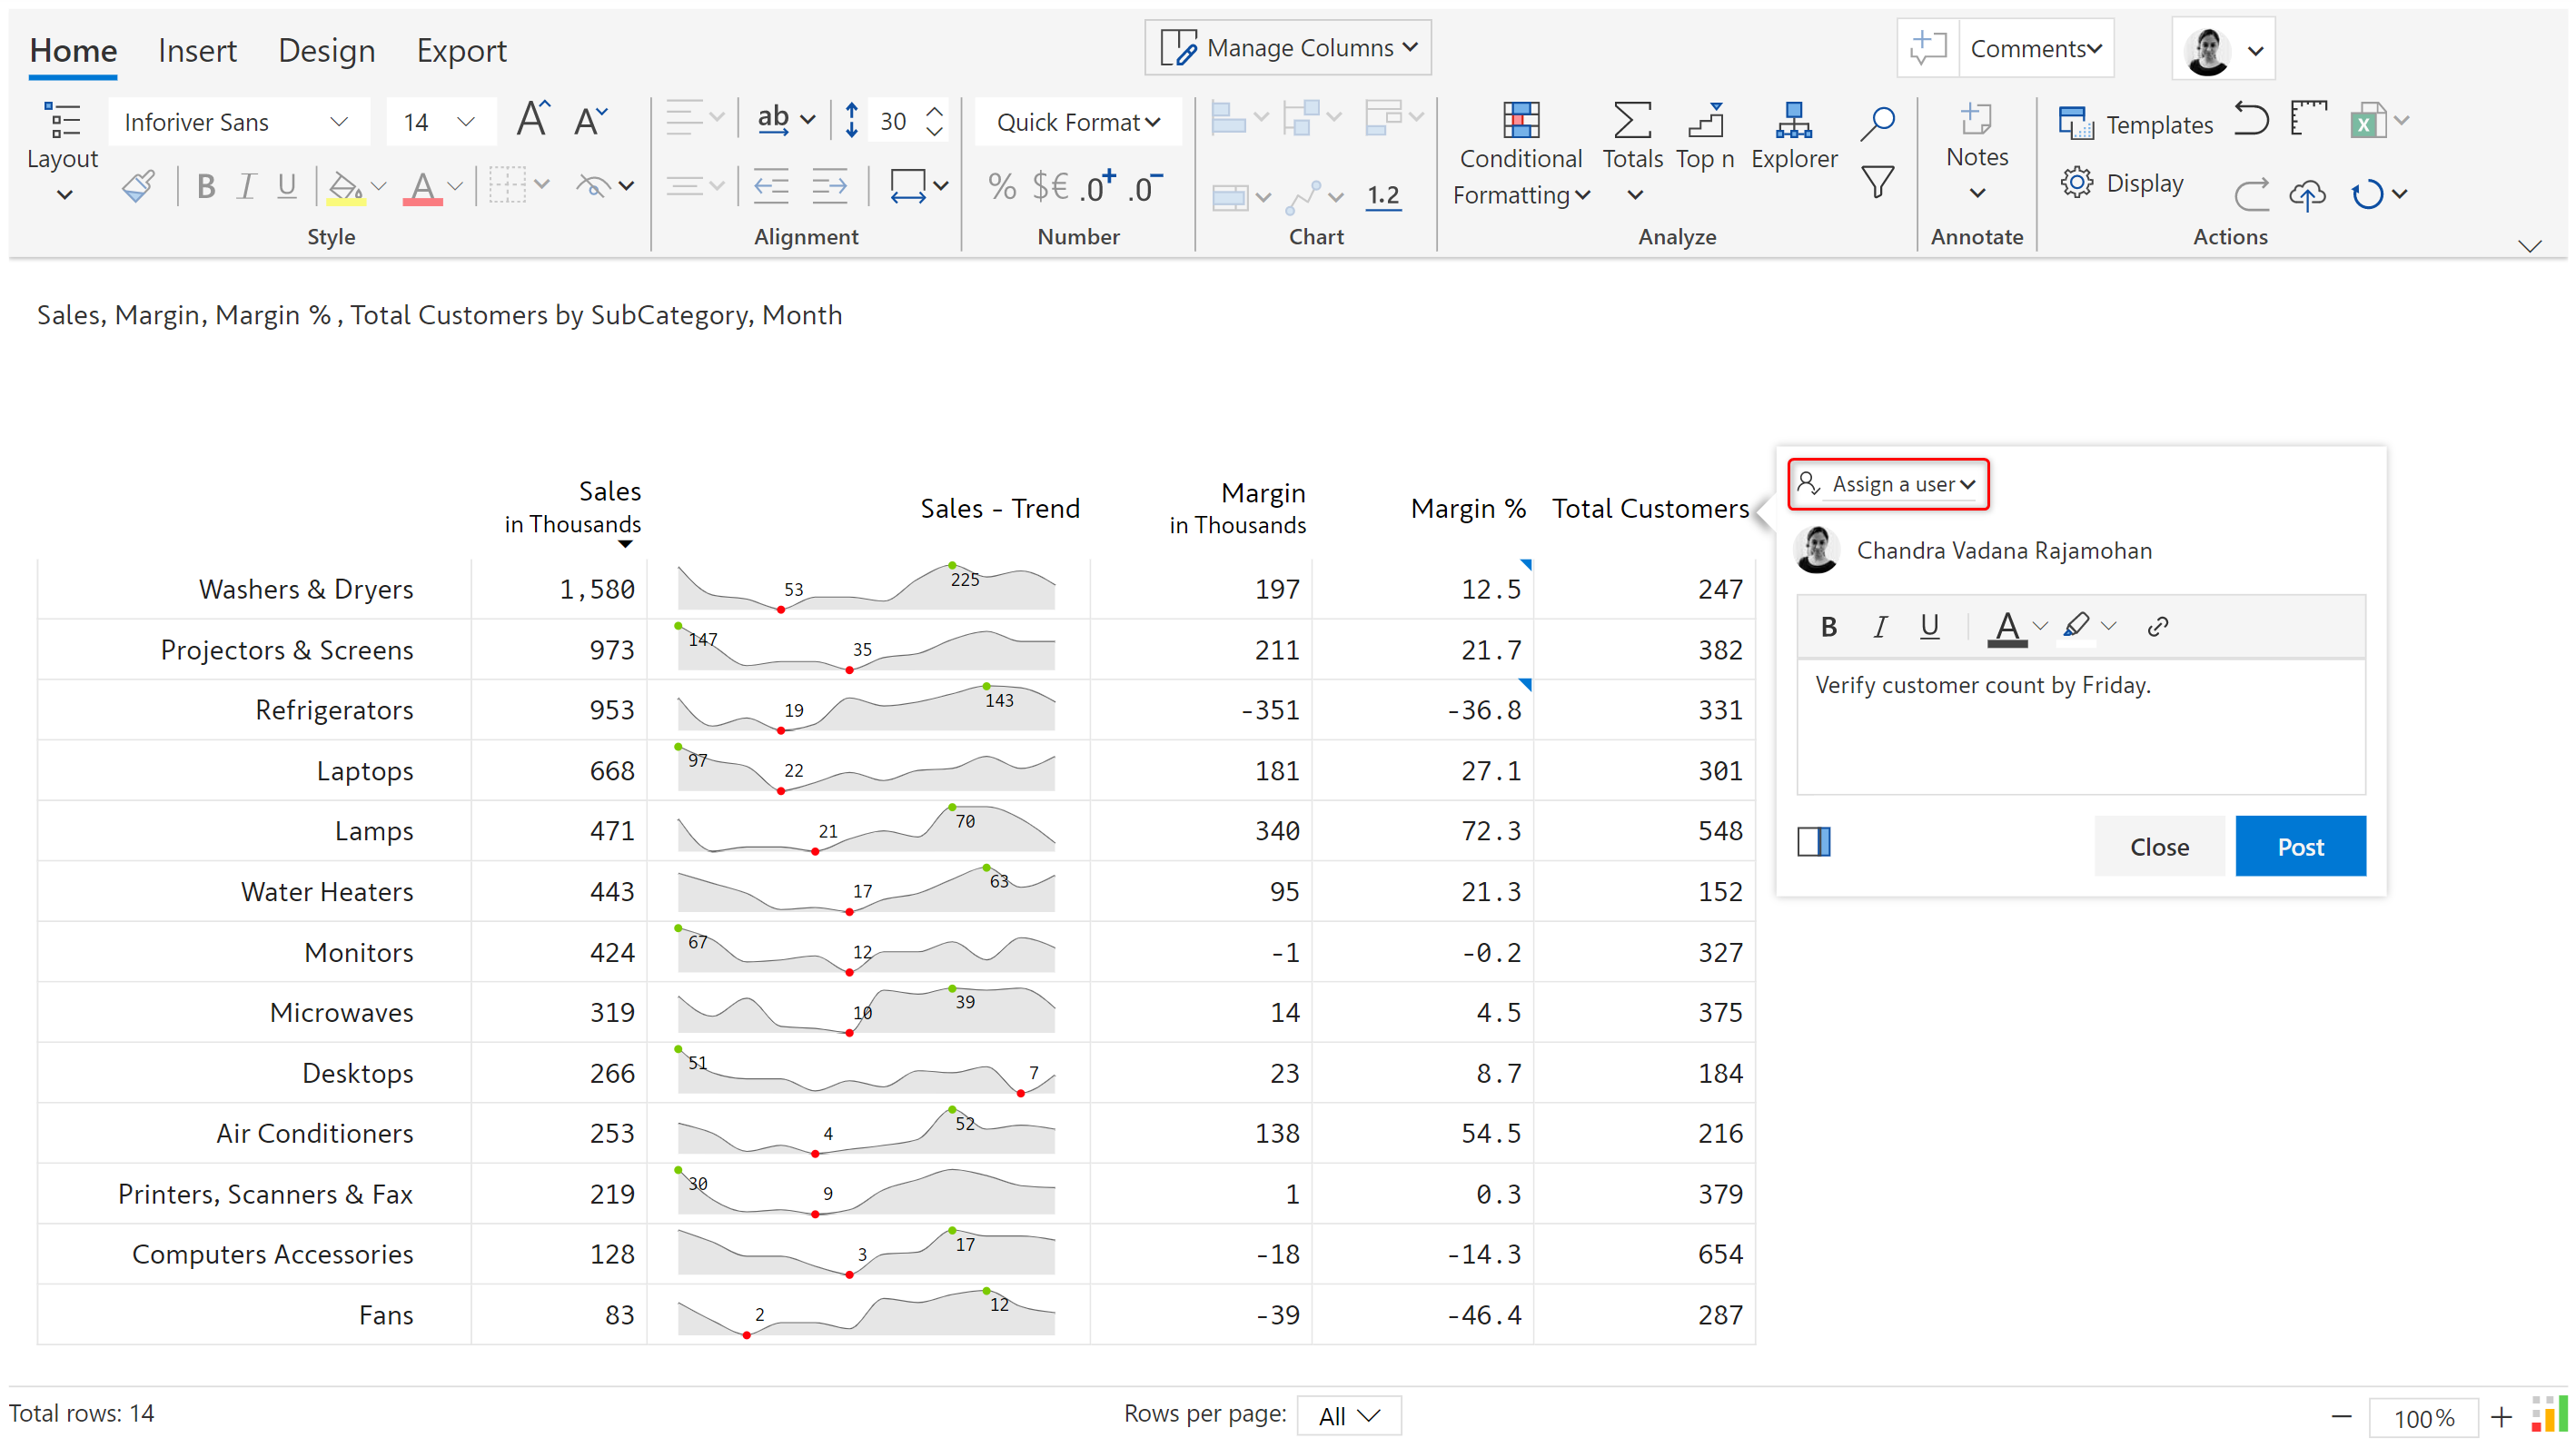 Home Insert Design Export Manage Columns Comments
Inforiver Sans 14 A A ab 30 Quick Format Conditional Formatting Totals Top n Explorer Notes Templates
Layout B I U A % $€ .0+ .0- 1.2 Display
Style Alignment Number Chart Analyze Annotate Actions
Sales, Margin, Margin % , Total Customers by SubCategory, Month
Sales in Thousands Sales - Trend Margin in Thousands Margin % Total Customers
Washers & Dryers 1,580 53 225 197 12.5 247
Projectors & Screens 973 147 35 211 21.7 382
Refrigerators 953 19 143 -351 -36.8 331
Laptops 668 97 22 181 27.1 301
Lamps 471 21 70 340 72.3 548
Water Heaters 443 17 63 95 21.3 152
Monitors 424 67 12 -1 -0.2 327
Microwaves 319 10 39 14 4.5 375
Desktops 266 51 7 23 8.7 184
Air Conditioners 253 4 52 138 54.5 216
Printers, Scanners & Fax 219 30 9 1 0.3 379
Computers Accessories 128 3 17 -18 -14.3 654
Fans 83 2 12 -39 -46.4 287
Assign a user
Chandra Vadana Rajamohan
B I U A
Verify customer count by Friday.
Close Post
Total rows: 14 Rows per page: All 100%